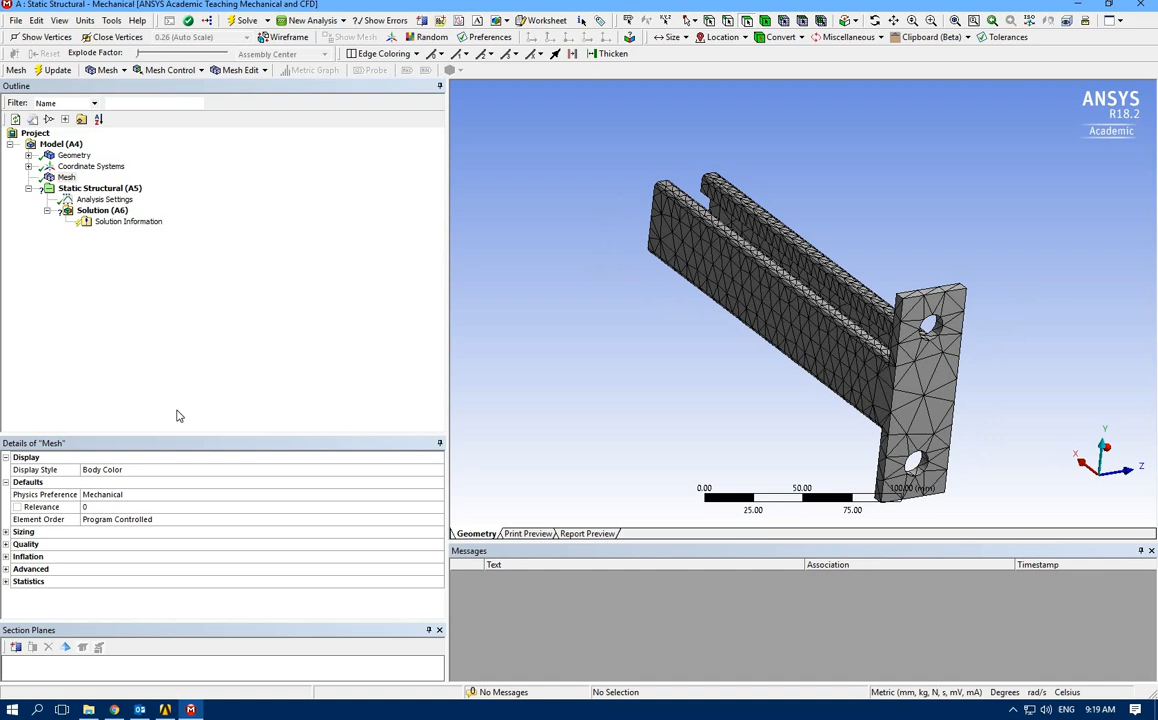 A : Static Structural - Mechanical [ANSYS Academic Teaching Mechanical and CFD]
File Edit View Units Tools Help Solve New Analysis Show Errors Worksheet
Show Vertices Close Vertices 0.26 (Auto Scale) Wireframe Show Mesh Random Preferences Size Location Convert Miscellaneous Clipboard (Beta) Tolerances
Reset Explode Factor: Assembly Center Edge Coloring Thicken
Mesh Update Mesh Mesh Control Mesh Edit Metric Graph Probe
Outline
Filter: Name
Project
Model (A4)
Geometry
Coordinate Systems
Mesh
Static Structural (A5)
Analysis Settings
Solution (A6)
Solution Information
ANSYS
R18.2
Academic
Y
X
Z
0.00 50.00 100.00 (mm)
25.00 75.00
Geometry Print Preview Report Preview
Details of "Mesh"
Display
Display Style Body Color
Defaults
Physics Preference Mechanical
Relevance 0
Element Order Program Controlled
Sizing
Quality
Inflation
Advanced
Statistics
Messages
Text Association Timestamp
Section Planes
No Messages No Selection Metric (mm, kg, N, s, mV, mA) Degrees rad/s Celsius
ENG 9:19 AM